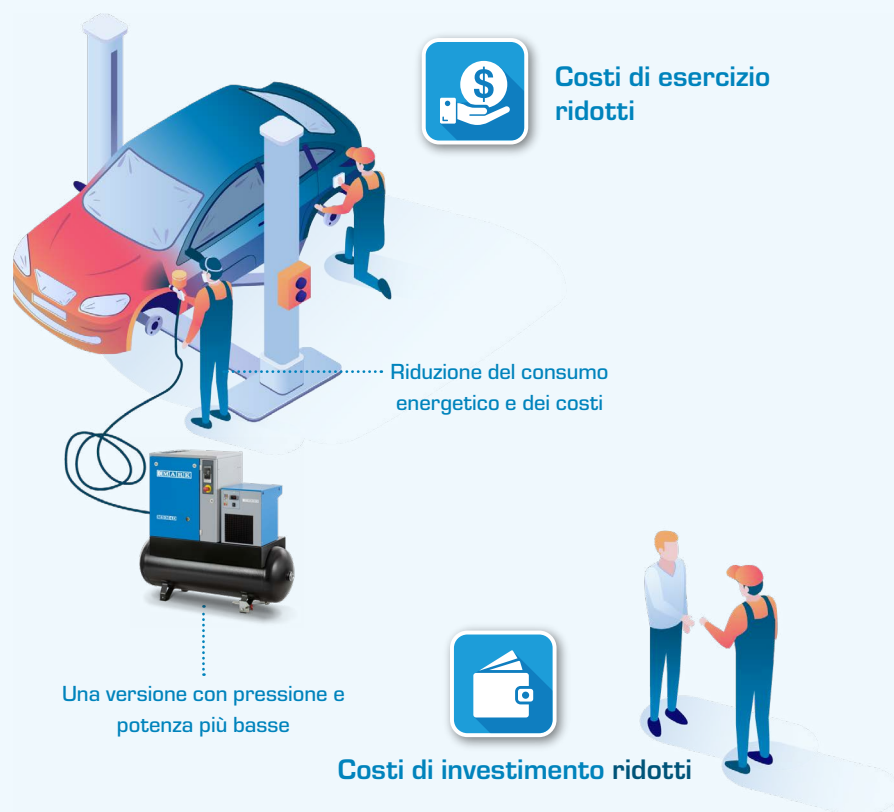 $
Costi di esercizio
ridotti
Riduzione del consumo
energetico e dei costi
MARK
Una versione con pressione e
potenza più basse
Costi di investimento ridotti